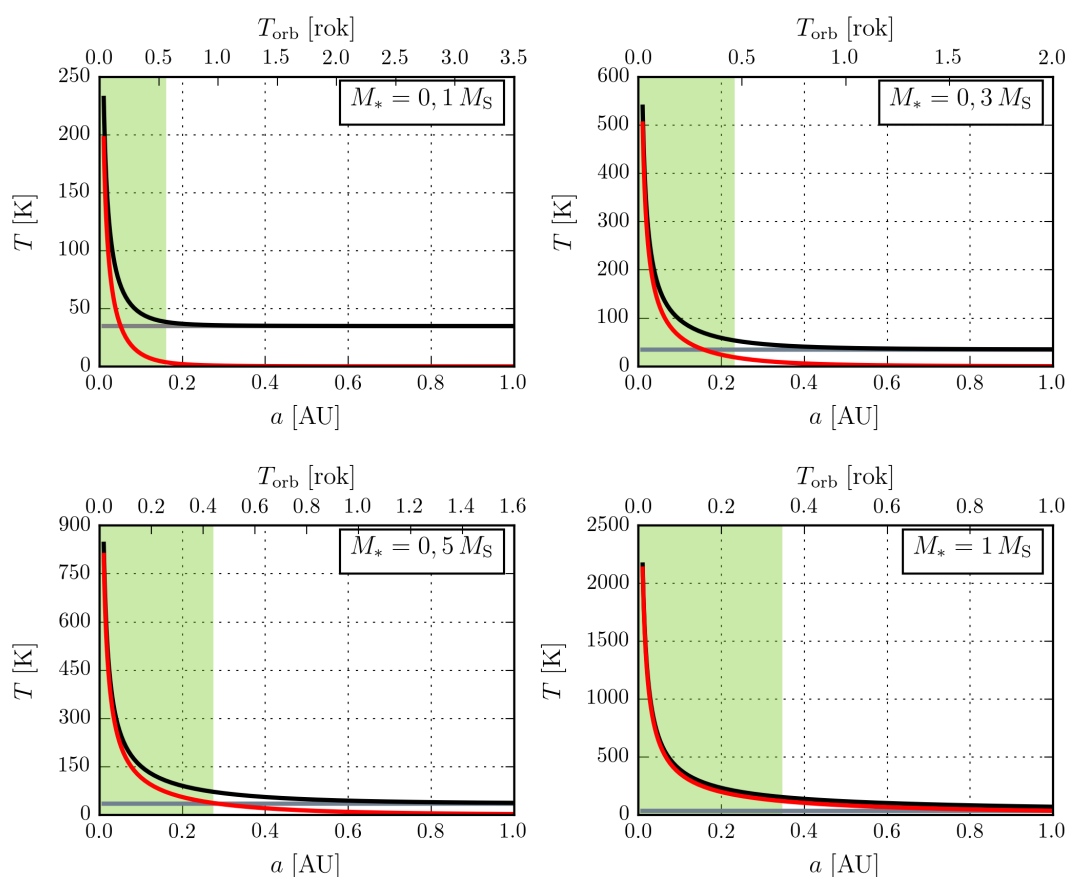 T_orb [rok]
0.0 0.5 1.0 1.5 2.0 2.5 3.0 3.5
M_* = 0, 1 M_S
250
200
150
100
50
0
T [K]
0.0 0.2 0.4 0.6 0.8 1.0
a [AU]
T_orb [rok]
0.0 0.5 1.0 1.5 2.0
M_* = 0, 3 M_S
600
500
400
300
200
100
0
T [K]
0.0 0.2 0.4 0.6 0.8 1.0
a [AU]
T_orb [rok]
0.0 0.2 0.4 0.6 0.8 1.0 1.2 1.4 1.6
M_* = 0, 5 M_S
900
750
600
450
300
150
0
T [K]
0.0 0.2 0.4 0.6 0.8 1.0
a [AU]
T_orb [rok]
0.0 0.2 0.4 0.6 0.8 1.0
M_* = 1 M_S
2500
2000
1500
1000
500
0
T [K]
0.0 0.2 0.4 0.6 0.8 1.0
a [AU]